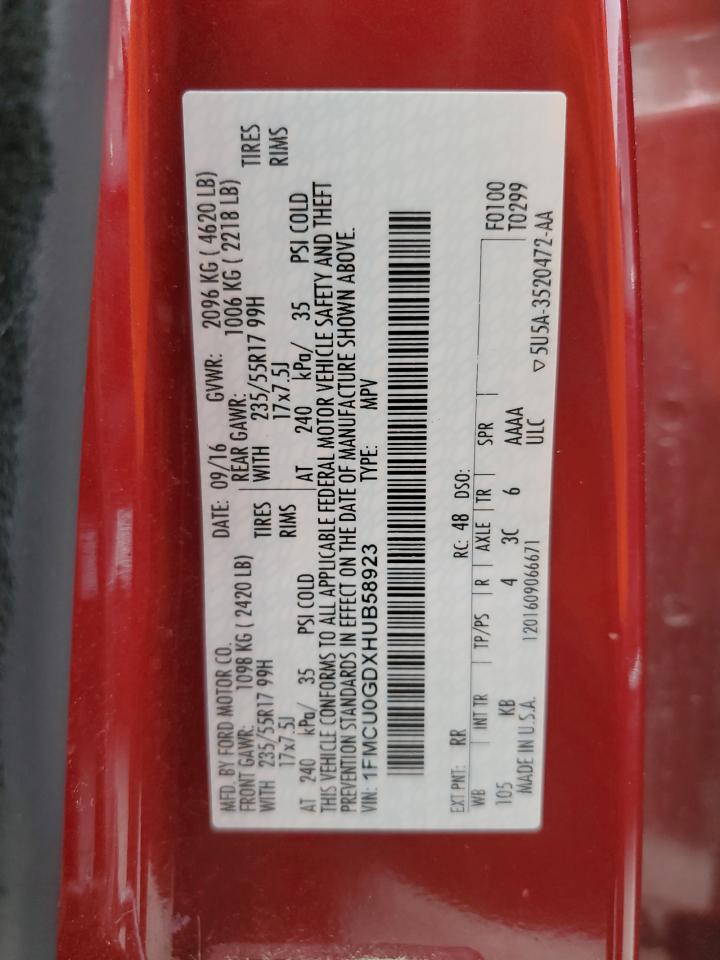 MFD. BY FORD MOTOR CO. DATE: 09/16 GVWR: 2096 KG ( 4620 LB)
FRONT GAWR: 1098 KG ( 2420 LB) REAR GAWR: 1006 KG ( 2218 LB)
WITH 235/55R17 99H TIRES WITH 235/55R17 99H TIRES
17x7.5J RIMS 17x7.5J RIMS
AT 240 kPa/ 35 PSI COLD AT 240 kPa/ 35 PSI COLD
THIS VEHICLE CONFORMS TO ALL APPLICABLE FEDERAL MOTOR VEHICLE SAFETY AND THEFT
PREVENTION STANDARDS IN EFFECT ON THE DATE OF MANUFACTURE SHOWN ABOVE.
VIN: 1FMCU0GDXHUB58923 TYPE: MPV
EXT PNT: RR RC: 48 DSO:
WB INT TR TP/PS R AXLE TR SPR F0100
105 KB 4 3C 6 AAAA T0299
MADE IN U.S.A. 1201609066671 ULC ▽5U5A-3520472-AA